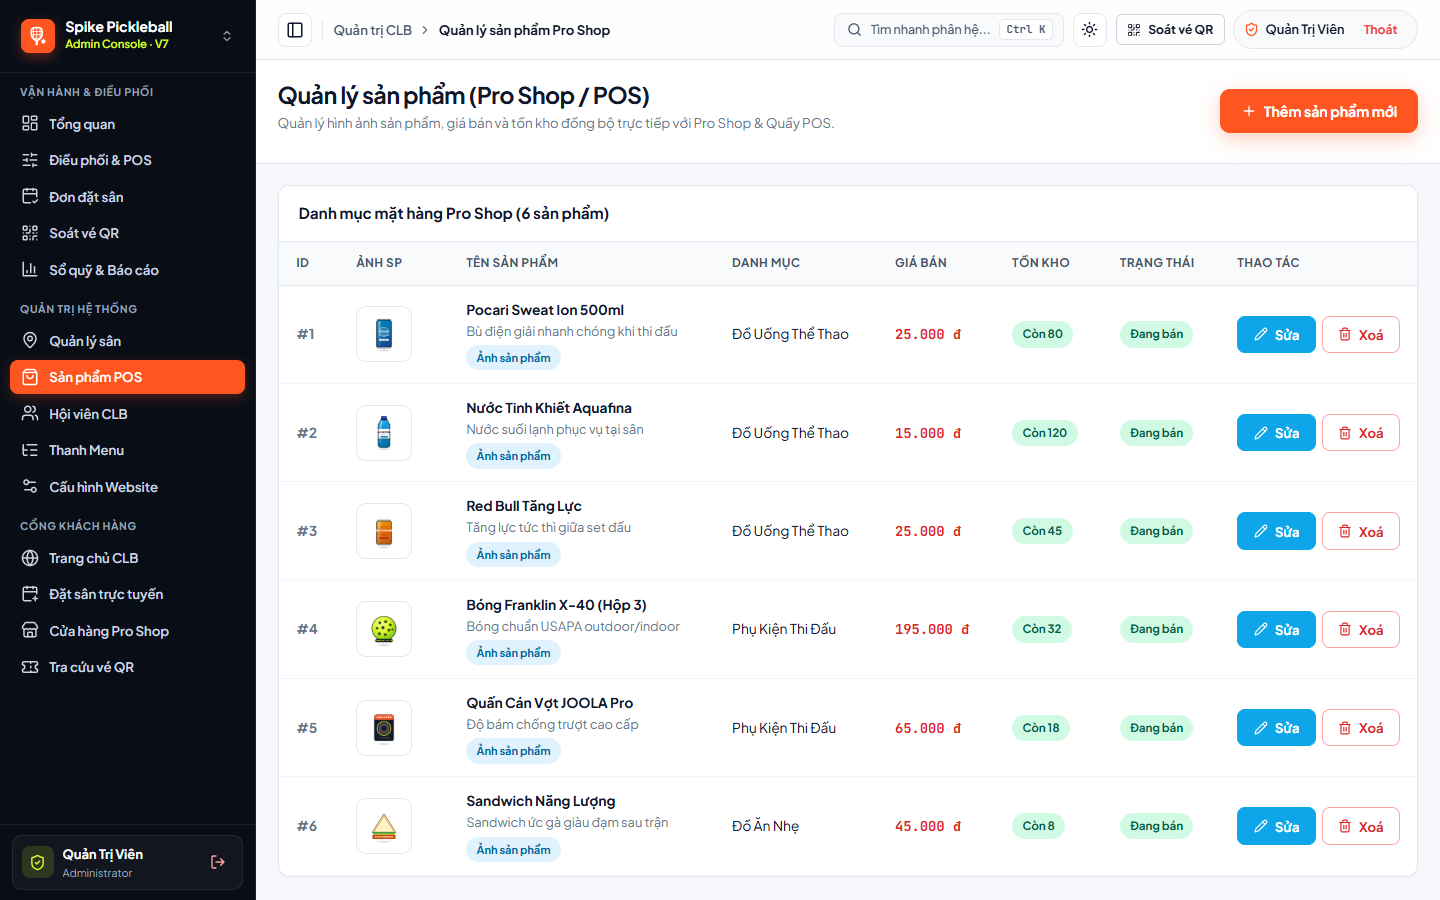 Spike Pickleball
Admin Console · V7
VẬN HÀNH & ĐIỀU PHỐI
Tổng quan
Điều phối & POS
Đơn đặt sân
Soát vé QR
Sổ quỹ & Báo cáo
QUẢN TRỊ HỆ THỐNG
Quản lý sân
Sản phẩm POS
Hội viên CLB
Thanh Menu
Cấu hình Website
CỔNG KHÁCH HÀNG
Trang chủ CLB
Đặt sân trực tuyến
Cửa hàng Pro Shop
Tra cứu vé QR
Quản Trị Viên
Administrator
Quản trị CLB > Quản lý sản phẩm Pro Shop
Tìm nhanh phân hệ... Ctrl K
Soát vé QR
Quản Trị Viên Thoát
Quản lý sản phẩm (Pro Shop / POS)
Quản lý hình ảnh sản phẩm, giá bán và tồn kho đồng bộ trực tiếp với Pro Shop & Quầy POS.
+ Thêm sản phẩm mới
Danh mục mặt hàng Pro Shop (6 sản phẩm)
ID ẢNH SP TÊN SẢN PHẨM DANH MỤC GIÁ BÁN TỒN KHO TRẠNG THÁI THAO TÁC
Pocari Sweat Ion 500ml
Bù điện giải nhanh chóng khi thi đấu
#1 Đồ Uống Thể Thao 25.000 đ Còn 80 Đang bán Sửa Xoá
Ảnh sản phẩm
Nước Tinh Khiết Aquafina
Nước suối lạnh phục vụ tại sân
#2 Đồ Uống Thể Thao 15.000 đ Còn 120 Đang bán Sửa Xoá
Ảnh sản phẩm
Red Bull Tăng Lực
Tăng lực tức thì giữa set đấu
#3 Đồ Uống Thể Thao 25.000 đ Còn 45 Đang bán Sửa Xoá
Ảnh sản phẩm
Bóng Franklin X-40 (Hộp 3)
Bóng chuẩn USAPA outdoor/indoor
#4 Phụ Kiện Thi Đấu 195.000 đ Còn 32 Đang bán Sửa Xoá
Ảnh sản phẩm
Quấn Cán Vợt JOOLA Pro
Độ bám chống trượt cao cấp
#5 Phụ Kiện Thi Đấu 65.000 đ Còn 18 Đang bán Sửa Xoá
Ảnh sản phẩm
Sandwich Năng Lượng
Sandwich ức gà giàu đạm sau trận
#6 Đồ Ăn Nhẹ 45.000 đ Còn 8 Đang bán Sửa Xoá
Ảnh sản phẩm